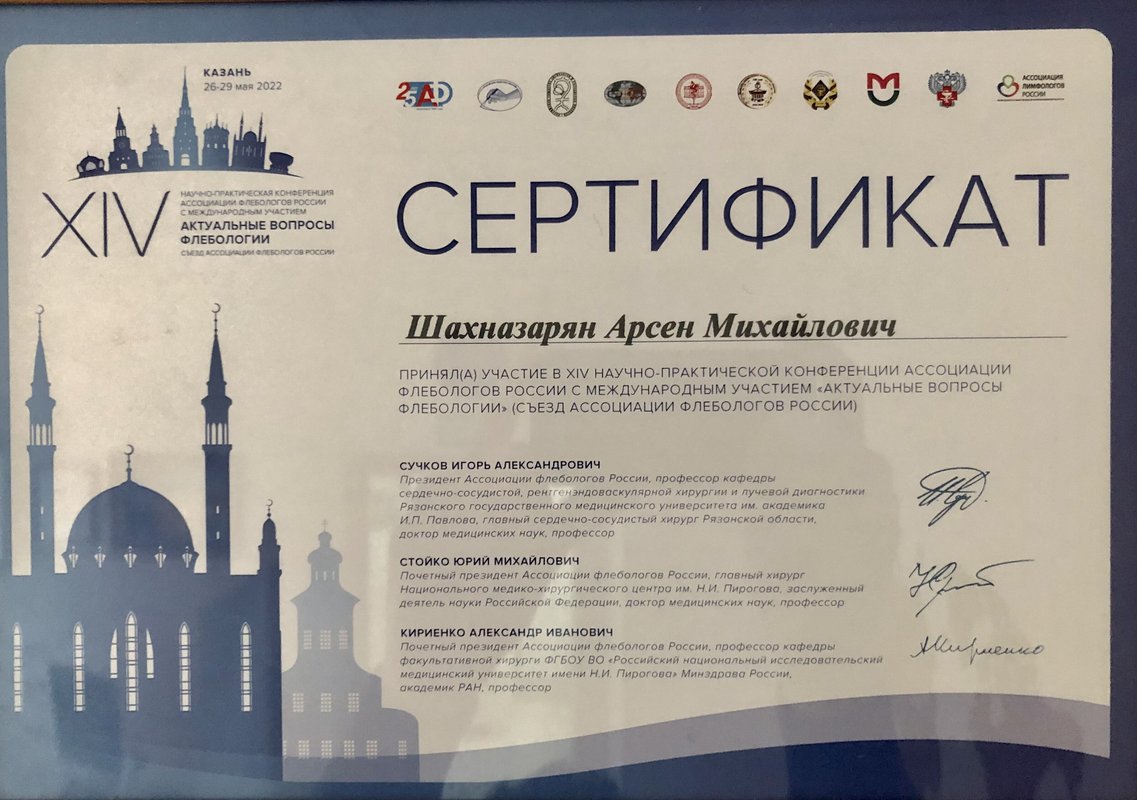 КАЗАНЬ
26-29 мая 2022
25
АССОЦИАЦИЯ
ЛИМФОЛОГОВ
РОССИИ
XIV
НАУЧНО-ПРАКТИЧЕСКАЯ КОНФЕРЕНЦИЯ
АССОЦИАЦИИ ФЛЕБОЛОГОВ РОССИИ
С МЕЖДУНАРОДНЫМ УЧАСТИЕМ
АКТУАЛЬНЫЕ ВОПРОСЫ
ФЛЕБОЛОГИИ
СЪЕЗД АССОЦИАЦИИ ФЛЕБОЛОГОВ РОССИИ
СЕРТИФИКАТ
Шахназарян Арсен Михайлович
ПРИНЯЛ(А) УЧАСТИЕ В XIV НАУЧНО-ПРАКТИЧЕСКОЙ КОНФЕРЕНЦИИ АССОЦИАЦИИ
ФЛЕБОЛОГОВ РОССИИ С МЕЖДУНАРОДНЫМ УЧАСТИЕМ «АКТУАЛЬНЫЕ ВОПРОСЫ
ФЛЕБОЛОГИИ» (СЪЕЗД АССОЦИАЦИИ ФЛЕБОЛОГОВ РОССИИ)
СУЧКОВ ИГОРЬ АЛЕКСАНДРОВИЧ
Президент Ассоциации флебологов России, профессор кафедры
сердечно-сосудистой, рентгенэндоваскулярной хирургии и лучевой диагностики
Рязанского государственного медицинского университета им. академика
И.П. Павлова, главный сердечно-сосудистый хирург Рязанской области,
доктор медицинских наук, профессор
СТОЙКО ЮРИЙ МИХАЙЛОВИЧ
Почетный президент Ассоциации флебологов России, главный хирург
Национального медико-хирургического центра им. Н.И. Пирогова, заслуженный
деятель науки Российской Федерации, доктор медицинских наук, профессор
КИРИЕНКО АЛЕКСАНДР ИВАНОВИЧ
Почетный президент Ассоциации флебологов России, профессор кафедры
факультативной хирурги ФГБОУ ВО «Российский национальный исследовательский
медицинский университет имени Н.И. Пирогова» Минздрава России,
академик РАН, профессор